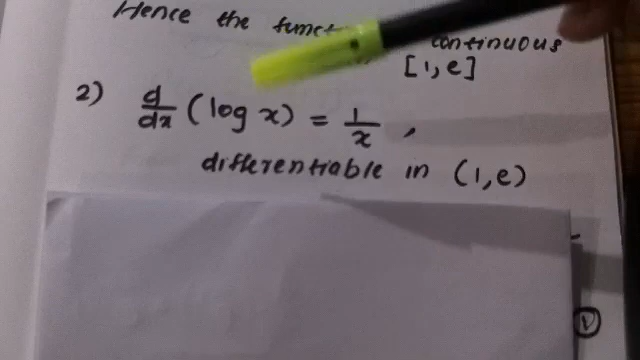 Hence the funct
continuous
[1,e]
2) d/dx (log x) = 1/x ,
differentiable in (1,e)